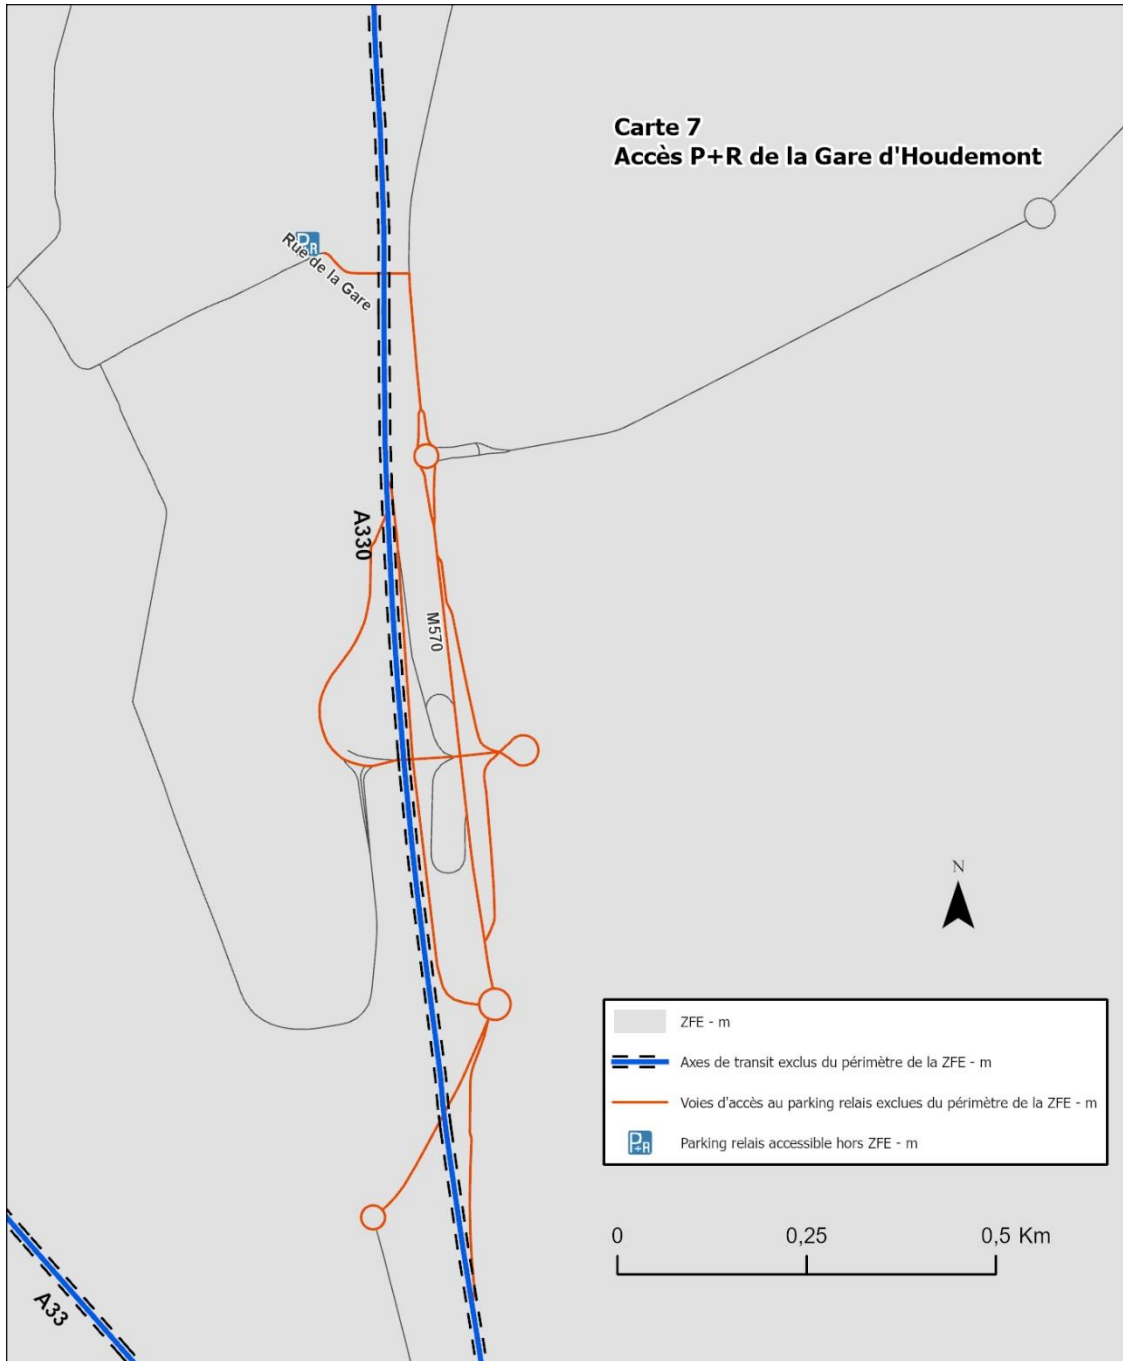 Carte 7
Accès P+R de la Gare d'Houdemont
P+R
Rue de la Gare
A330
M570
N
ZFE - m
Axes de transit exclus du périmètre de la ZFE - m
Voies d'accès au parking relais exclues du périmètre de la ZFE - m
P+R
Parking relais accessible hors ZFE - m
0
0,25
0,5 Km
A33